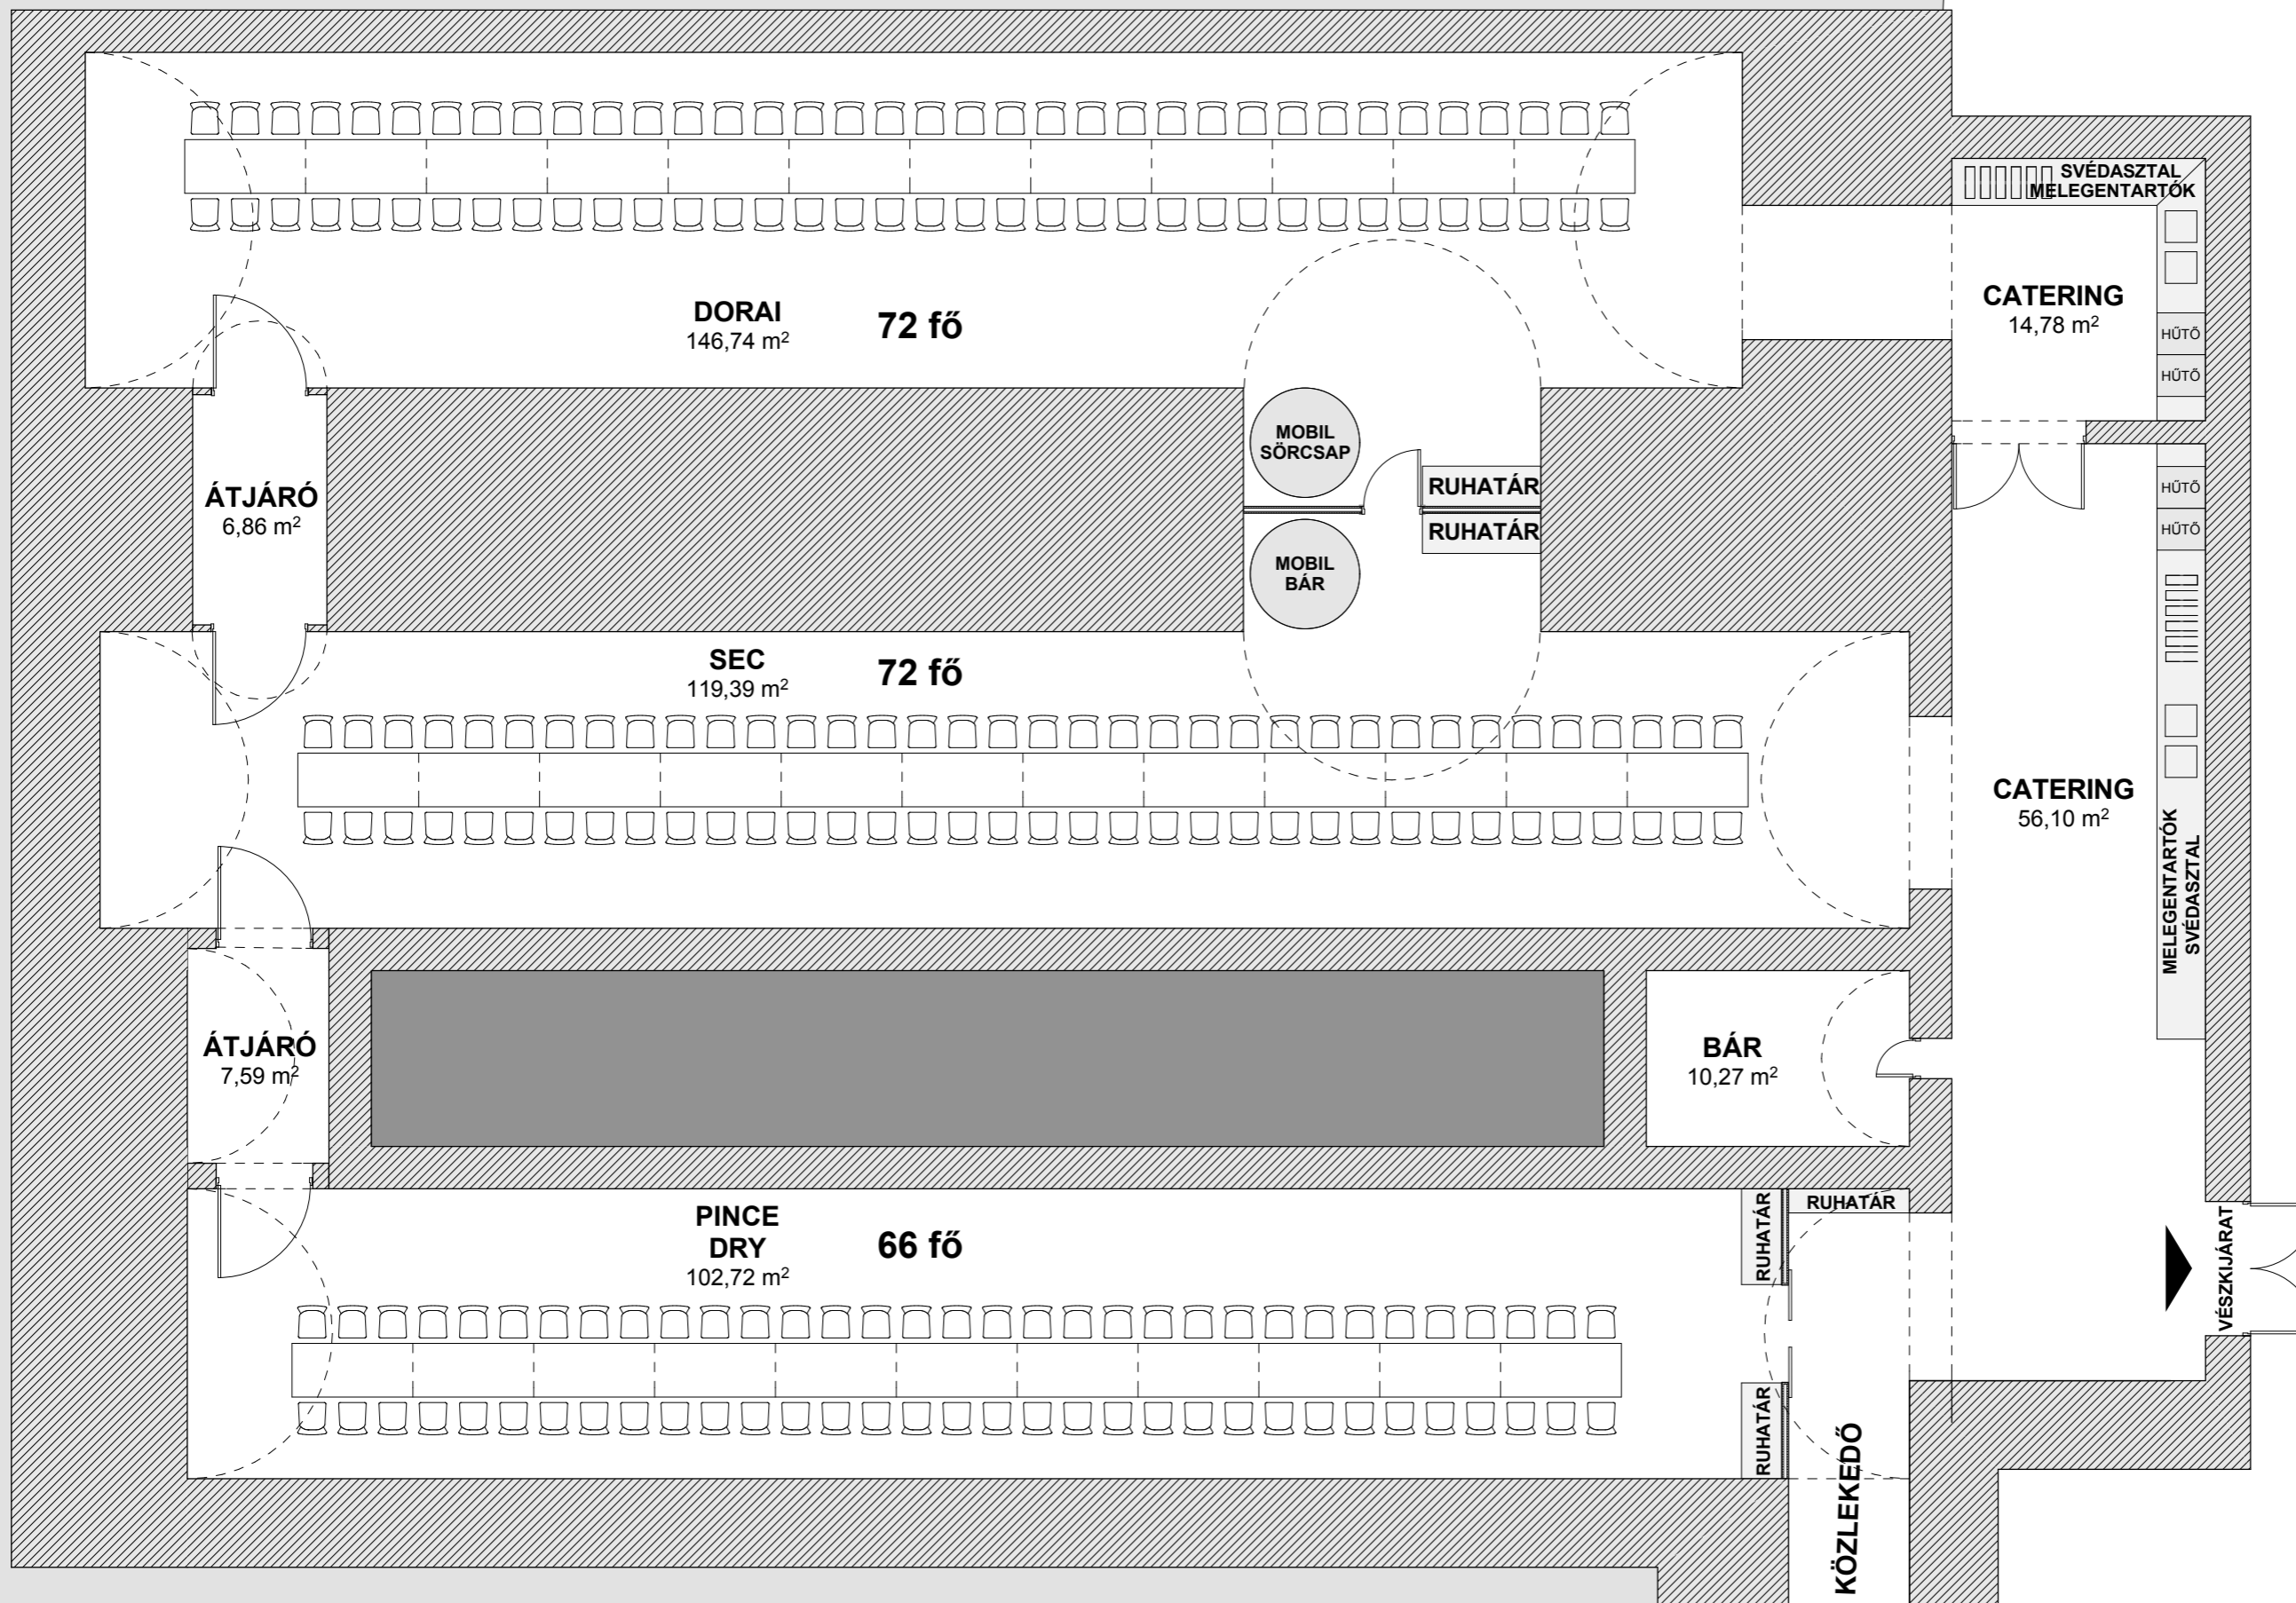 SVÉDASZTAL
MELEGENTARTÓK
DORAI
146,74 m²
72 fő
CATERING
14,78 m²
HŰTŐ
HŰTŐ
MOBIL
SÖRCSAP
RUHATÁR
RUHATÁR
MOBIL
BÁR
ÁTJÁRÓ
6,86 m²
HŰTŐ
HŰTŐ
SEC
119,39 m²
72 fő
CATERING
56,10 m²
MELEGENTARTÓK
SVÉDASZTAL
ÁTJÁRÓ
7,59 m²
BÁR
10,27 m²
PINCE
DRY
102,72 m²
66 fő
RUHATÁR
RUHATÁR
RUHATÁR
VÉSZKIJÁRAT
KÖZLEKEDŐ